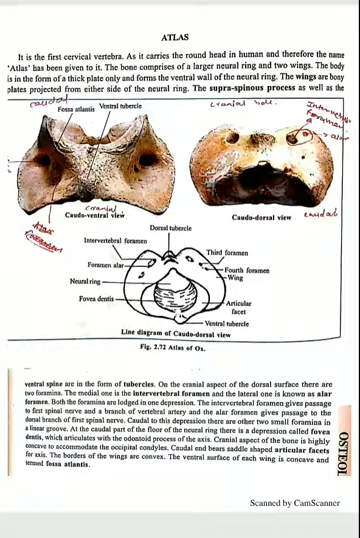 ATLAS
It is the first cervical vertebra. As it carries the round head in human and therefore the name
'Atlas' has been given to it. The bone comprises of a larger neural ring and two wings. The body
is in the form of a thick plate only and forms the ventral wall of the neural ring. The wings are bony
plates projected from either side of the neural ring. The supra-spinous process as well as the
caudal
Fossa atlantis
Ventral tubercle
cranial
Caudo-ventral view
Foramen
caudal
Caudo-dorsal view
Dorsal tubercle
Intervertebral foramen
Foramen alar
Neural ring
Fovea dentis
Third foramen
Fourth foramen
Wing
Articular
facet
Ventral tubercle
Line diagram of Caudo-dorsal view
Fig. 2.72 Atlas of Ox.
ventral spine are in the form of tubercles. On the cranial aspect of the dorsal surface there are
two foramina. The medial one is the intervertebral foramen and the lateral one is known as alar
foramen. Both the foramina are lodged in one depression. The intervertebral foramen gives passage
to first spinal nerve and a branch of vertebral artery and the alar foramen gives passage to the
dorsal branch of first spinal nerve. Caudal to this depression there are other two small foramina in
a linear groove. At the caudal part of the floor of the neural ring there is a depression called fovea
dentis, which articulates with the odontoid process of the axis. Cranial aspect of the bone is highly
concave to accommodate the occipital condyles. Caudal end bears saddle shaped articular facets
for axis. The borders of the wings are convex. The ventral surface of each wing is concave and
termed fossa atlantis.
OSTEOL
Scanned by CamScanner